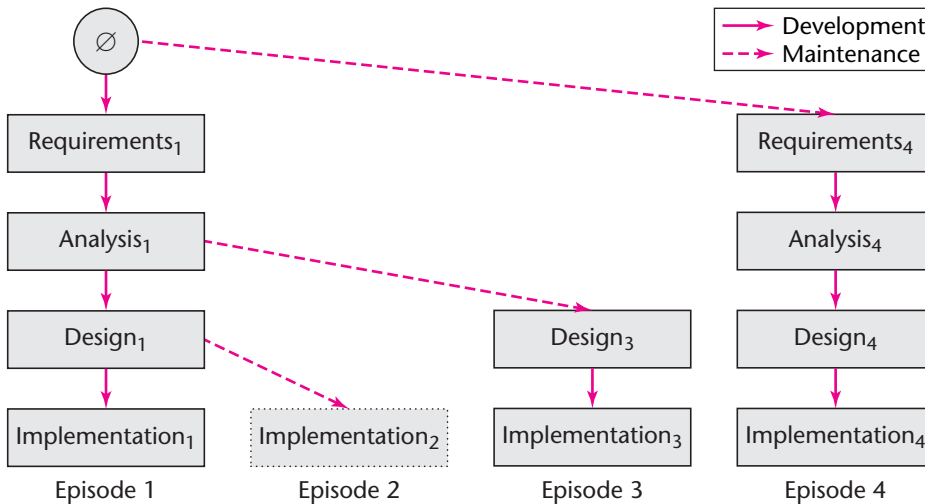 ∅
Development
Maintenance
Requirements₁
Requirements₄
Analysis₁
Analysis₄
Design₁
Design₃
Design₄
Implementation₁
Implementation₂
Implementation₃
Implementation₄
Episode 1
Episode 2
Episode 3
Episode 4